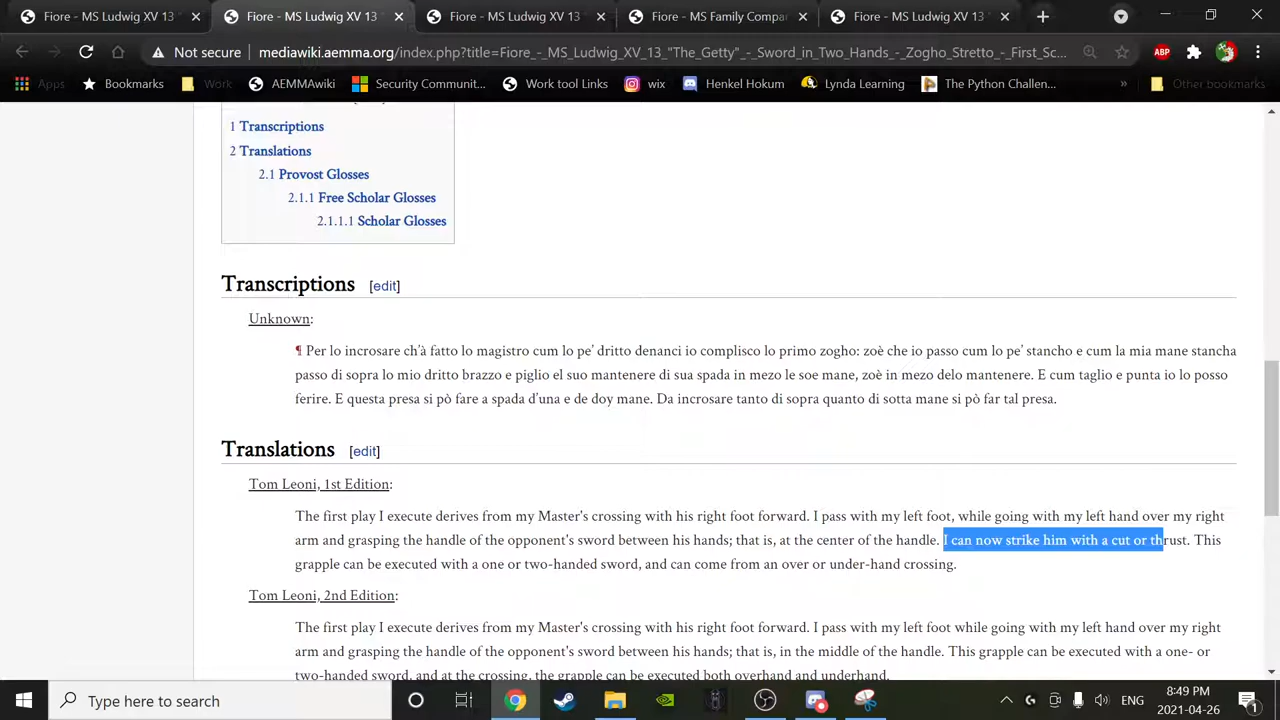 Fiore - MS Ludwig XV 13
Fiore - MS Ludwig XV 13
Fiore - MS Ludwig XV 13
Fiore - MS Family Compa
Fiore - MS Ludwig XV 13
Not secure
mediawiki.aemma.org/index.php?title=Fiore_-_MS_Ludwig_XV_13_"The_Getty"_-_Sword_in_Two_Hands_-_Zogho_Stretto_-_First_Sc...
ABP
Apps
Bookmarks
Work
AEMMAwiki
Security Communit...
Work tool Links
wix
Henkel Hokum
Lynda Learning
The Python Challen...
»
Other bookmarks
1 Transcriptions
2 Translations
2.1 Provost Glosses
2.1.1 Free Scholar Glosses
2.1.1.1 Scholar Glosses
Transcriptions [edit]
Unknown:
¶ Per lo incrosare ch'à fatto lo magistro cum lo pe' dritto denanci io complisco lo primo zogho: zoè che io passo cum lo pe' stancho e cum la mia mane stancha
passo di sopra lo mio dritto brazzo e piglio el suo mantenere di sua spada in mezo le soe mane, zoè in mezo delo mantenere. E cum taglio e punta io lo posso
ferire. E questa presa si pò fare a spada d'una e de doy mane. Da incrosare tanto di sopra quanto di sotta mane si pò far tal presa.
Translations [edit]
Tom Leoni, 1st Edition:
The first play I execute derives from my Master's crossing with his right foot forward. I pass with my left foot, while going with my left hand over my right
arm and grasping the handle of the opponent's sword between his hands; that is, at the center of the handle. I can now strike him with a cut or thrust. This
grapple can be executed with a one or two-handed sword, and can come from an over or under-hand crossing.
Tom Leoni, 2nd Edition:
The first play I execute derives from my Master's crossing with his right foot forward. I pass with my left foot while going with my left hand over my right
arm and grasping the handle of the opponent's sword between his hands; that is, in the middle of the handle. This grapple can be executed with a one- or
two-handed sword, and at the crossing, the grapple can be executed both overhand and underhand.
Type here to search
ENG
8:49 PM
2021-04-26
1